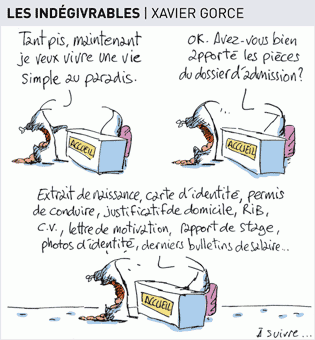 LES INDÉGIVRABLES | XAVIER GORCE
Tant pis, maintenant
je veux vivre une vie
simple au paradis.
OK. Avez-vous bien
apporté les pièces
du dossier d'admission?
ACCUEIL
ACCUEIL
Extrait de naissance, carte d'identité, permis
de conduire, justificatif de domicile, RIB,
C.V., lettre de motivation, rapport de stage,
photos d'identité, derniers bulletins de salaire...
ACCUEIL
À suivre...